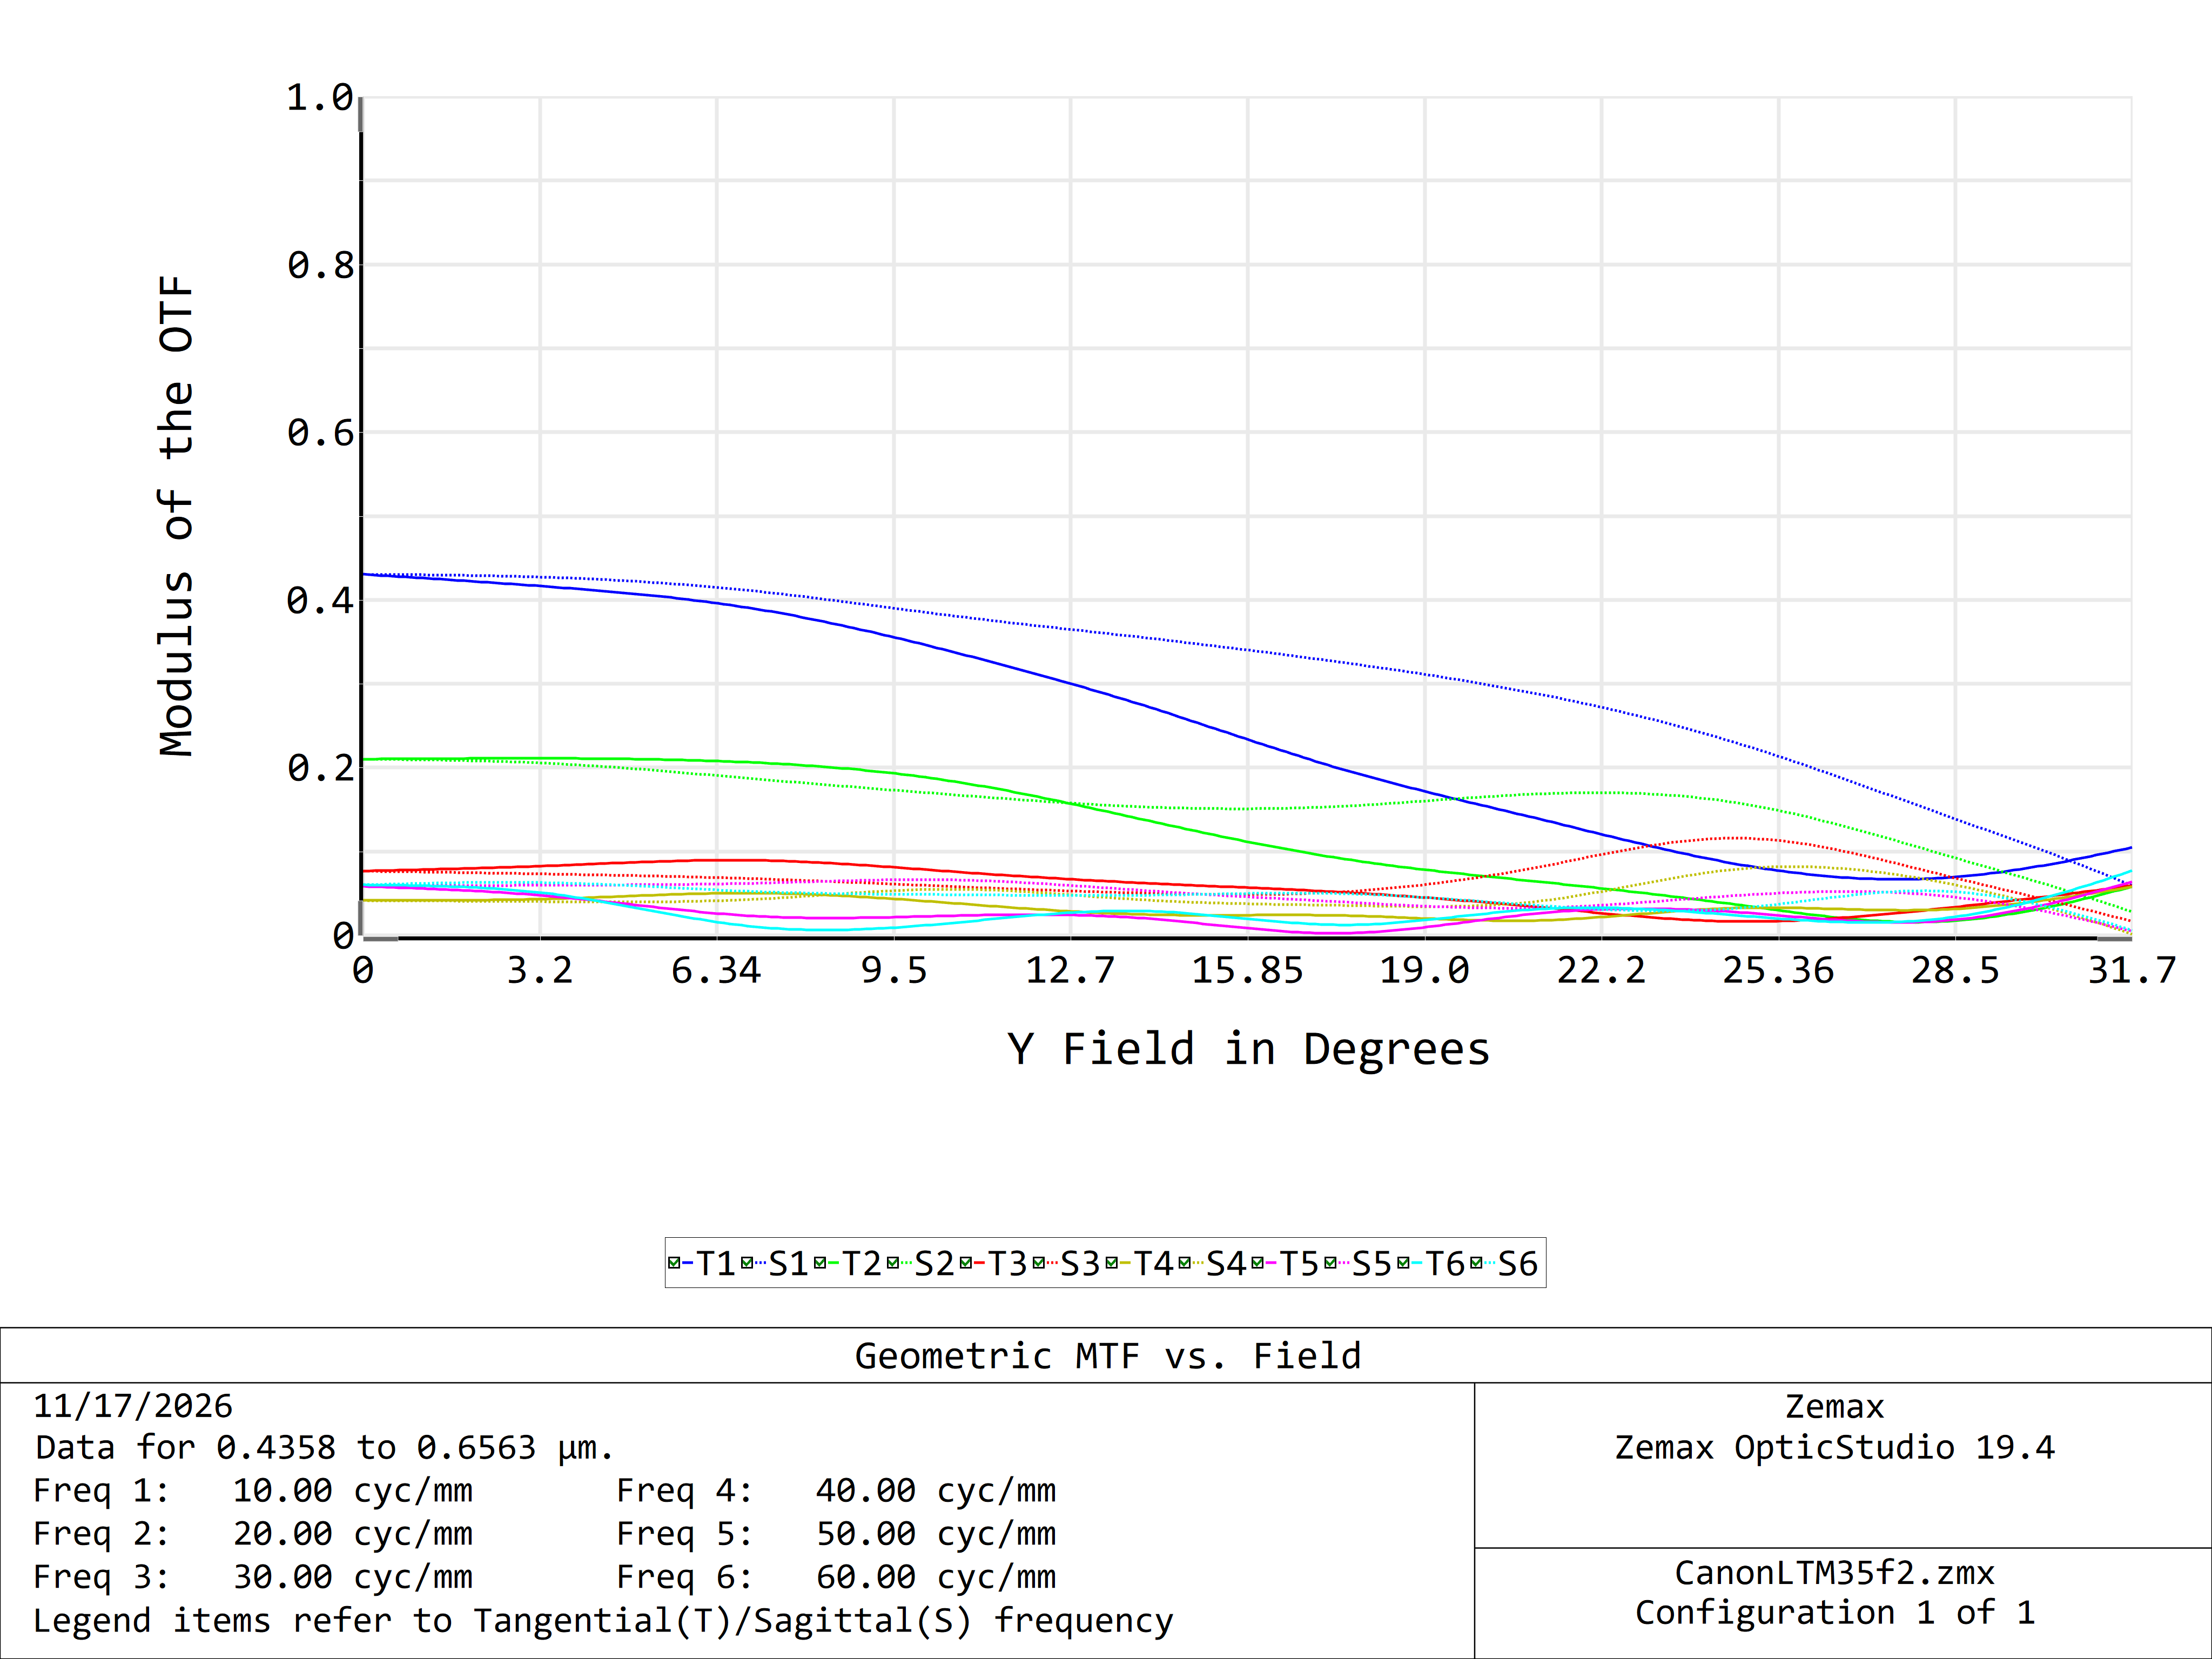 1.0
0.8
0.6
0.4
0.2
0
Modulus of the OTF
0 3.2 6.34 9.5 12.7 15.85 19.0 22.2 25.36 28.5 31.7
Y Field in Degrees
T1 S1 T2 S2 T3 S3 T4 S4 T5 S5 T6 S6
Geometric MTF vs. Field
11/17/2026
Data for 0.4358 to 0.6563 µm.
Freq 1: 10.00 cyc/mm Freq 4: 40.00 cyc/mm
Freq 2: 20.00 cyc/mm Freq 5: 50.00 cyc/mm
Freq 3: 30.00 cyc/mm Freq 6: 60.00 cyc/mm
Legend items refer to Tangential(T)/Sagittal(S) frequency
Zemax
Zemax OpticStudio 19.4
CanonLTM35f2.zmx
Configuration 1 of 1